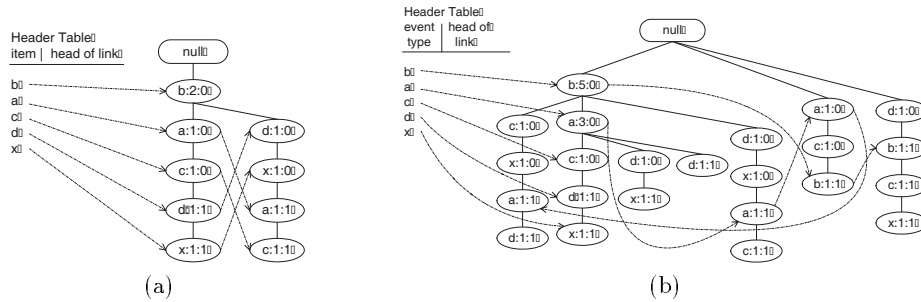 Header Table
item | head of link
b
a
c
d
x
null
b:2:0
a:1:0
d:1:0
c:1:0
x:1:0
d:1:1
a:1:1
x:1:1
c:1:1
(a)
Header Table
event | head of
type | link
b
a
c
d
x
null
b:5:0
a:1:0
d:1:0
c:1:0
a:3:0
d:1:0
c:1:0
b:1:1
x:1:0
c:1:0
d:1:0
d:1:1
x:1:0
b:1:1
c:1:1
a:1:1
d:1:1
x:1:1
a:1:1
x:1:1
d:1:1
x:1:1
c:1:1
(b)